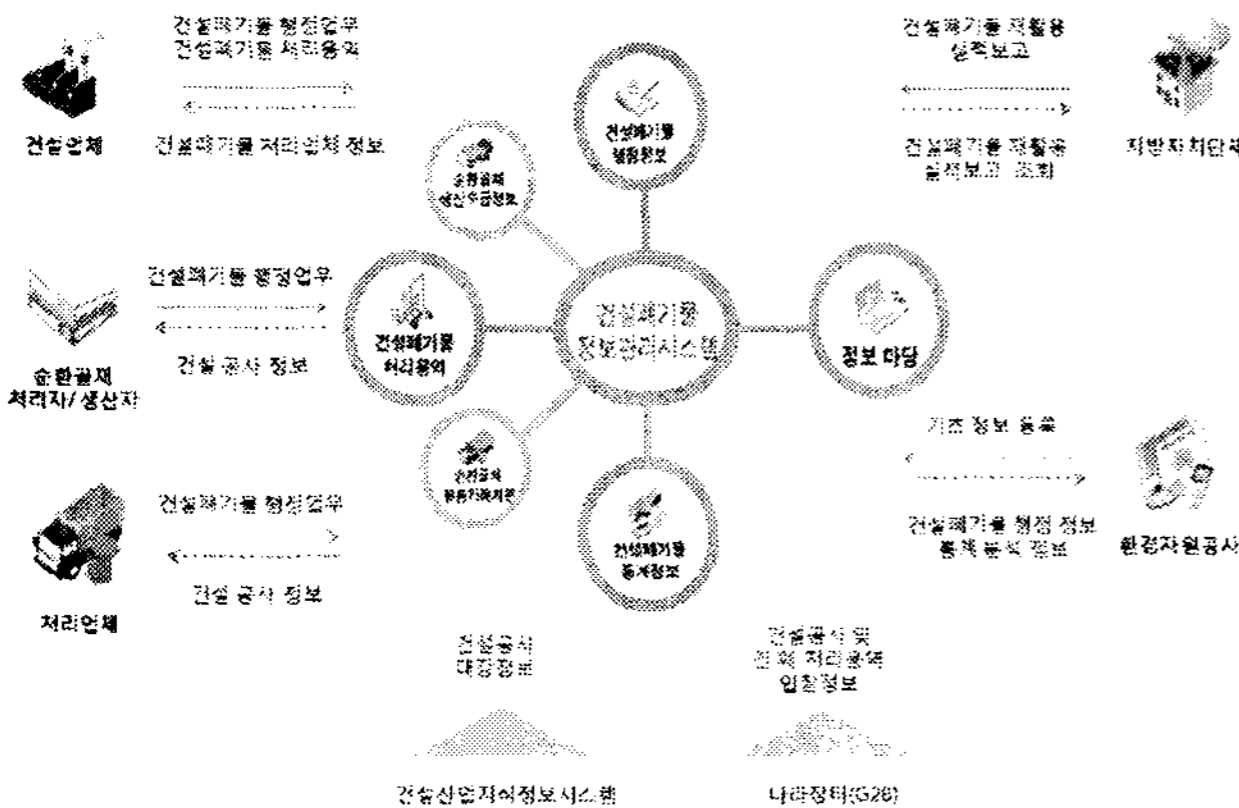 건설폐기물 행정업무
건설폐기물 처리용역
건설업체
건설폐기물 처리업체 정보
건설폐기물 재활용
실적보고
건설폐기물 재활용
실적보고 조회
지방자치단체
건설폐기물
행정정보
순환골재
생산수급정보
건설폐기물 행정업무
건설 공사 정보
순환골재
처리자/ 생산자
건설폐기물
처리용역
건설폐기물
정보관리시스템
정보 마당
순환골재
건설폐기물
통계정보
기초 정보 등록
건설폐기물 행정 정보
통계 분석 정보
환경자원공사
건설폐기물 행정업무
건설 공사 정보
처리업체
건설공사
대장정보
건설공사 및
건 폐 처리용역
입찰정보
건설산업지식정보시스템
나라장터(G2B)